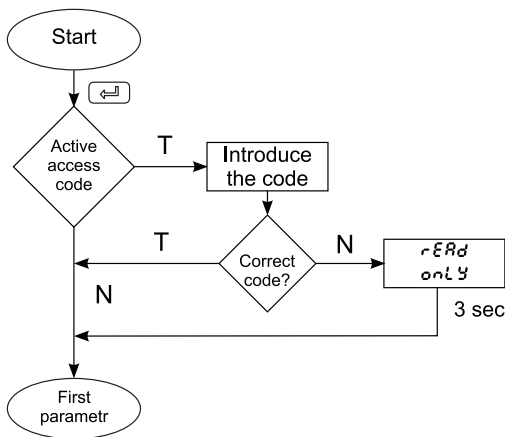 Start
Active
access
code
T
Introduce
the code
T
Correct
code?
N
rEAd
onLY
N
3 sec
First
parametr